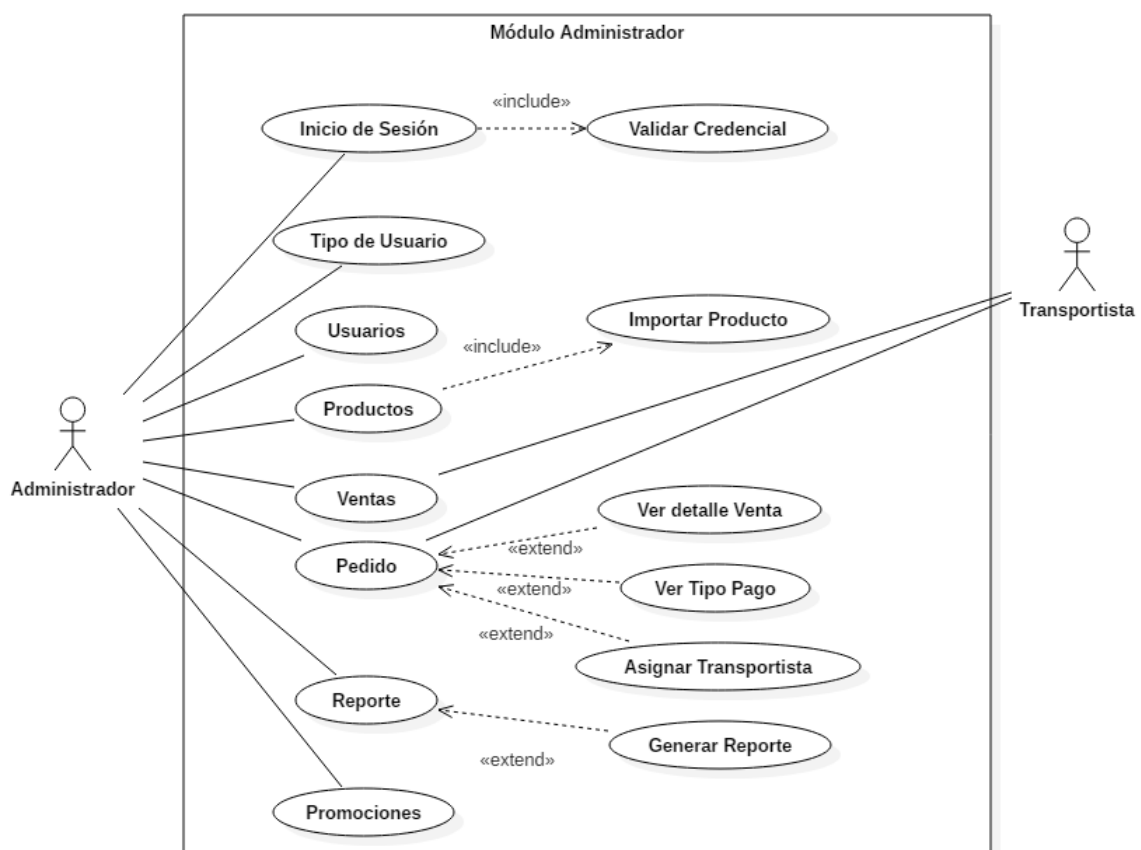 Módulo Administrador
«include»
Inicio de Sesión
Validar Credencial
Tipo de Usuario
Usuarios
Importar Producto
Transportista
«include»
Productos
Administrador
Ventas
Ver detalle Venta
«extend»
Pedido
Ver Tipo Pago
«extend»
«extend»
Asignar Transportista
Reporte
Generar Reporte
«extend»
Promociones